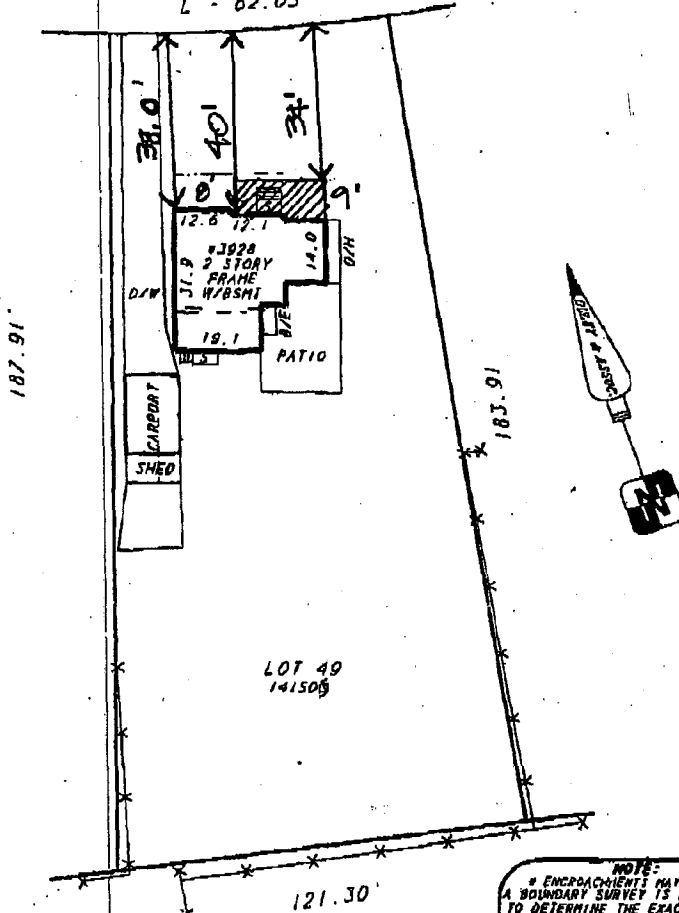 38.0'
40'
34'
8'
9'
12.6
12.1
#3928
2 STORY
FRAME
W/BSMT
31.9
14.0
O/H
D/W
19.1
B/E
PATIO
S
CARPORT
SHED
187.91'
183.91
LOT 49
121.30'
NOTE:
# ENCROACHMENTS MAY
A BOUNDARY SURVEY IS
TO DETERMINE THE EXAC